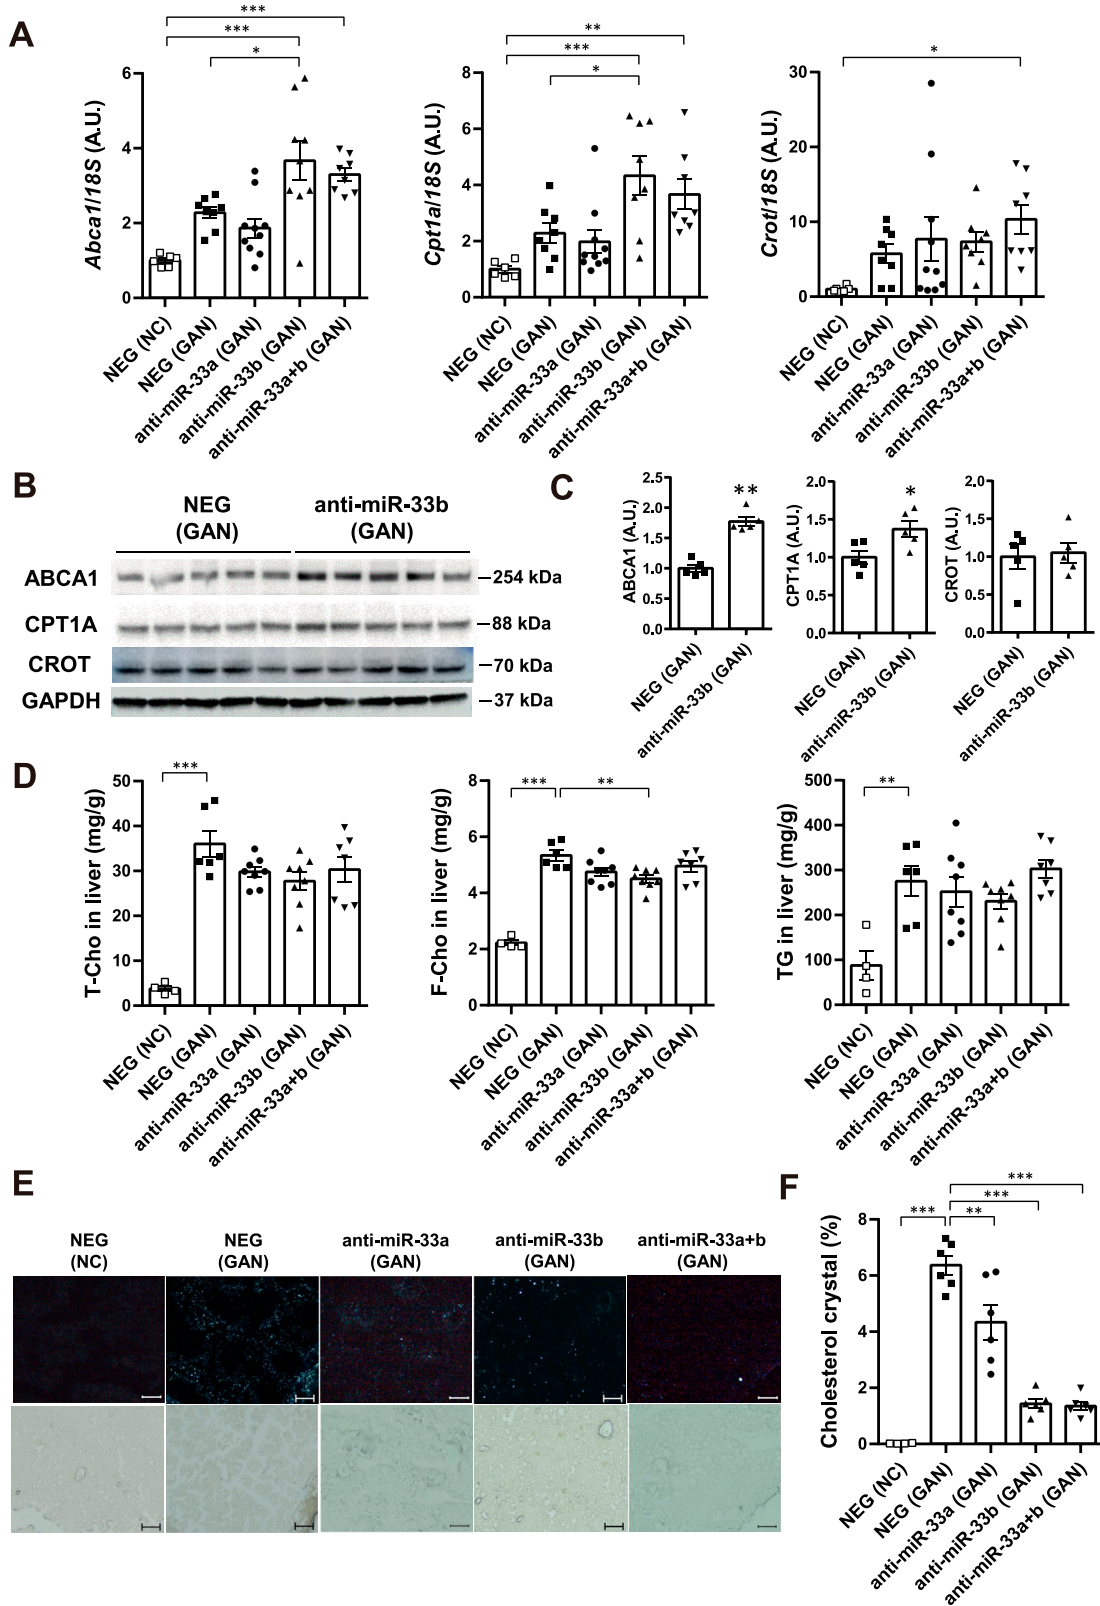 A
***
***
*
Abca1/18S (A.U.)
6
4
2
0
NEG (NC)
NEG (GAN)
anti-miR-33a (GAN)
anti-miR-33b (GAN)
anti-miR-33a+b (GAN)
**
***
*
Cpt1a/18S (A.U.)
8
6
4
2
0
NEG (NC)
NEG (GAN)
anti-miR-33a (GAN)
anti-miR-33b (GAN)
anti-miR-33a+b (GAN)
*
Crot/18S (A.U.)
30
20
10
0
NEG (NC)
NEG (GAN)
anti-miR-33a (GAN)
anti-miR-33b (GAN)
anti-miR-33a+b (GAN)
B
NEG
(GAN)
anti-miR-33b
(GAN)
ABCA1
254 kDa
CPT1A
88 kDa
CROT
70 kDa
GAPDH
37 kDa
C
**
ABCA1 (A.U.)
2.5
2.0
1.5
1.0
0.5
0.0
NEG (GAN)
anti-miR-33b (GAN)
*
CPT1A (A.U.)
2.0
1.5
1.0
0.5
0.0
NEG (GAN)
anti-miR-33b (GAN)
CROT (A.U.)
2.0
1.5
1.0
0.5
0.0
NEG (GAN)
anti-miR-33b (GAN)
D
***
T-Cho in liver (mg/g)
50
40
30
20
10
0
NEG (NC)
NEG (GAN)
anti-miR-33a (GAN)
anti-miR-33b (GAN)
anti-miR-33a+b (GAN)
***
**
F-Cho in liver (mg/g)
8
6
4
2
0
NEG (NC)
NEG (GAN)
anti-miR-33a (GAN)
anti-miR-33b (GAN)
anti-miR-33a+b (GAN)
**
TG in liver (mg/g)
500
400
300
200
100
0
NEG (NC)
NEG (GAN)
anti-miR-33a (GAN)
anti-miR-33b (GAN)
anti-miR-33a+b (GAN)
E
NEG
(NC)
NEG
(GAN)
anti-miR-33a
(GAN)
anti-miR-33b
(GAN)
anti-miR-33a+b
(GAN)
F
***
***
***
**
Cholesterol crystal (%)
8
6
4
2
0
NEG (NC)
NEG (GAN)
anti-miR-33a (GAN)
anti-miR-33b (GAN)
anti-miR-33a+b (GAN)